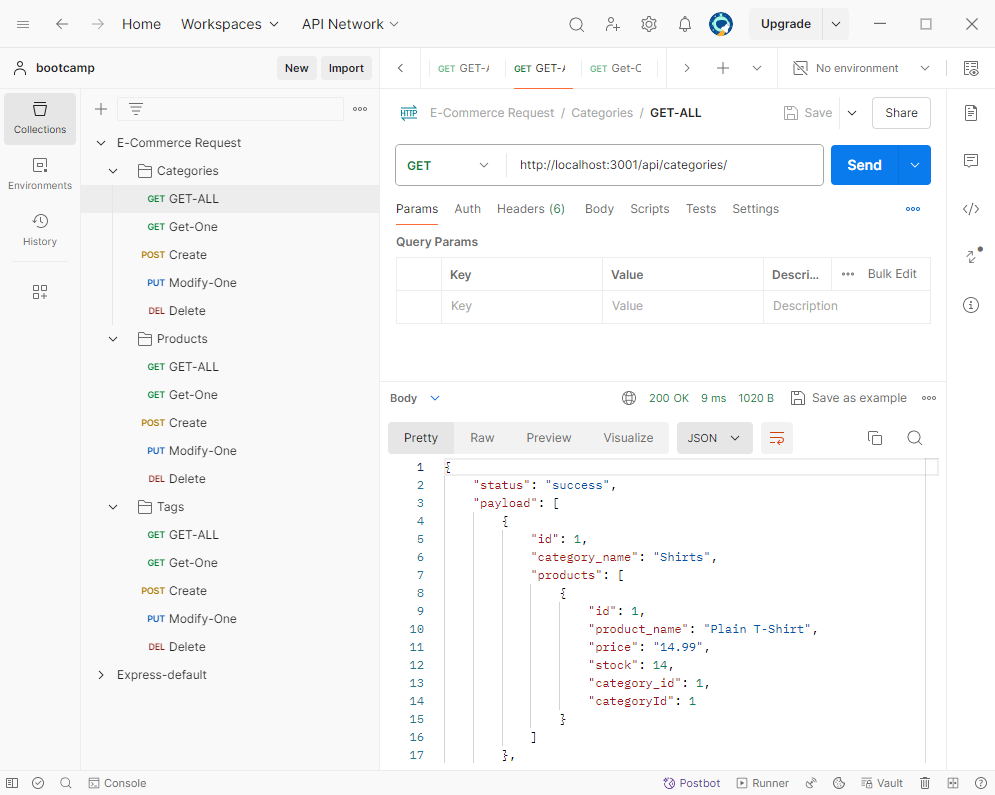 Home Workspaces API Network Upgrade
bootcamp New Import GET GET-A GET GET-A GET Get-O No environment
Collections
Environments
History
E-Commerce Request
Categories
GET GET-ALL
GET Get-One
POST Create
PUT Modify-One
DEL Delete
Products
GET GET-ALL
GET Get-One
POST Create
PUT Modify-One
DEL Delete
Tags
GET GET-ALL
GET Get-One
POST Create
PUT Modify-One
DEL Delete
Express-default
HTTP E-Commerce Request / Categories / GET-ALL Save Share
GET http://localhost:3001/api/categories/ Send
Params Auth Headers (6) Body Scripts Tests Settings
Query Params
Key Value Descri... Bulk Edit
Key Value Description
Body 200 OK 9 ms 1020 B Save as example
Pretty Raw Preview Visualize JSON
1 {
2 "status": "success",
3 "payload": [
4 {
5 "id": 1,
6 "category_name": "Shirts",
7 "products": [
8 {
9 "id": 1,
10 "product_name": "Plain T-Shirt",
11 "price": "14.99",
12 "stock": 14,
13 "category_id": 1,
14 "categoryId": 1
15 }
16 ]
17 },
Console Postbot Runner Vault